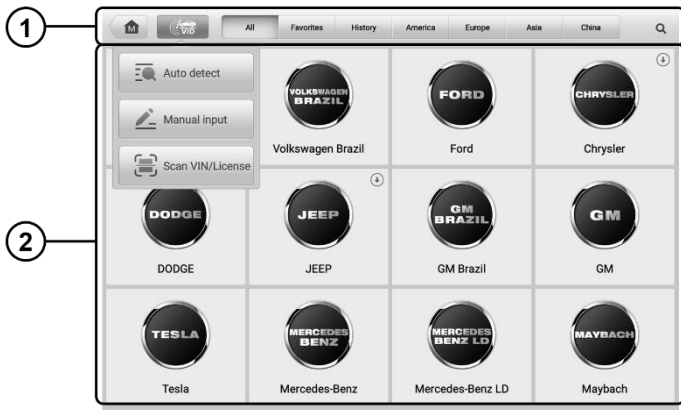 1
M
VID
All
Favorites
History
America
Europe
Asia
China
Auto detect
Manual input
Scan VIN/License
VOLKSWAGEN
BRAZIL
Volkswagen Brazil
FORD
Ford
CHRYSLER
Chrysler
2
DODGE
DODGE
JEEP
JEEP
GM
BRAZIL
GM Brazil
GM
GM
TESLA
Tesla
MERCEDES
BENZ
Mercedes-Benz
MERCEDES
BENZ LD
Mercedes-Benz LD
MAYBACH
Maybach